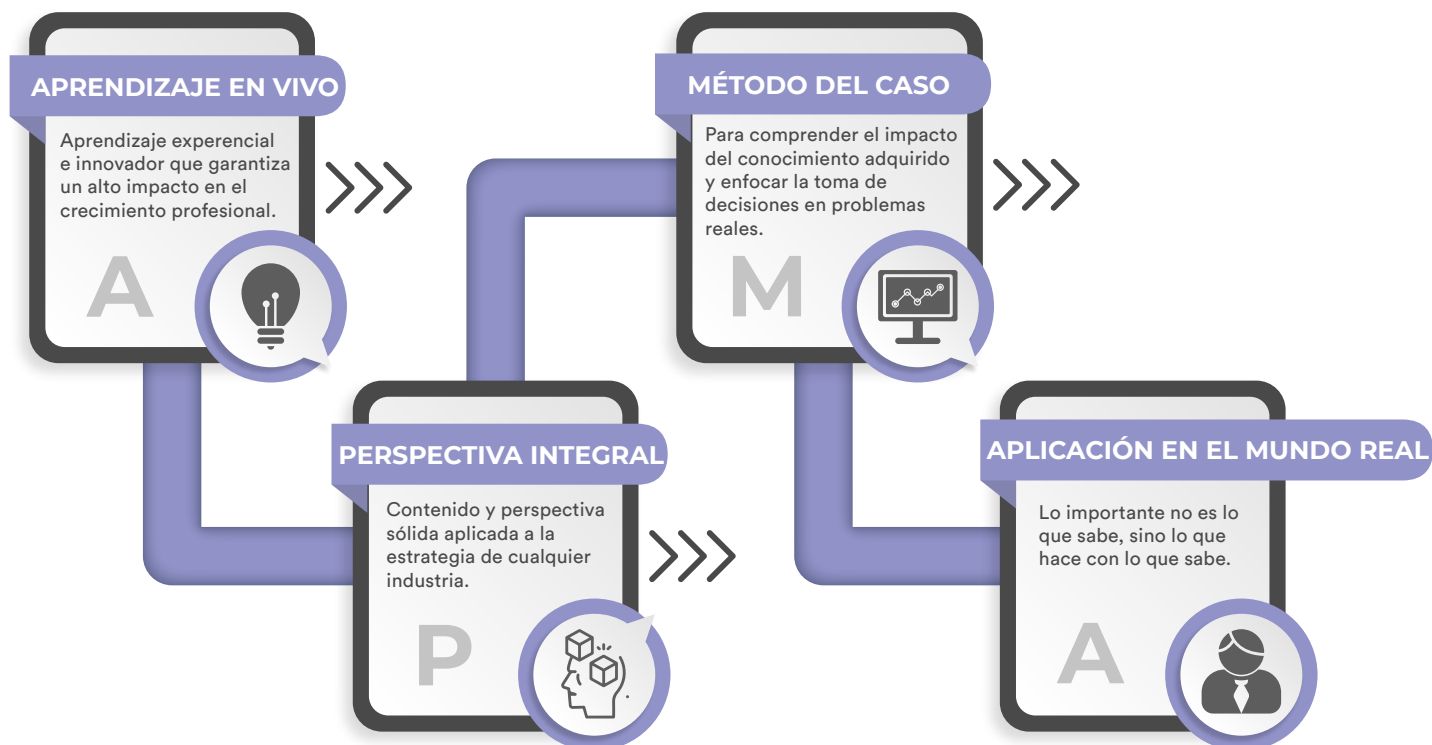 APRENDIZAJE EN VIVO
Aprendizaje experencial
e innovador que garantiza
un alto impacto en el
crecimiento profesional.
A
PERSPECTIVA INTEGRAL
Contenido y perspectiva
sólida aplicada a la
estrategia de cualquier
industria.
P
MÉTODO DEL CASO
Para comprender el impacto
del conocimiento adquirido
y enfocar la toma de
decisiones en problemas
reales.
M
APLICACIÓN EN EL MUNDO REAL
Lo importante no es lo
que sabe, sino lo que
hace con lo que sabe.
A